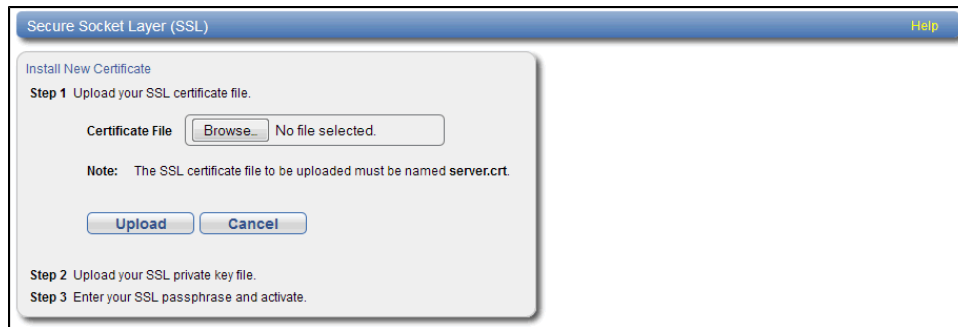 Secure Socket Layer (SSL) Help
Install New Certificate
Step 1 Upload your SSL certificate file.
Certificate File Browse.. No file selected.
Note: The SSL certificate file to be uploaded must be named server.crt.
Upload Cancel
Step 2 Upload your SSL private key file.
Step 3 Enter your SSL passphrase and activate.